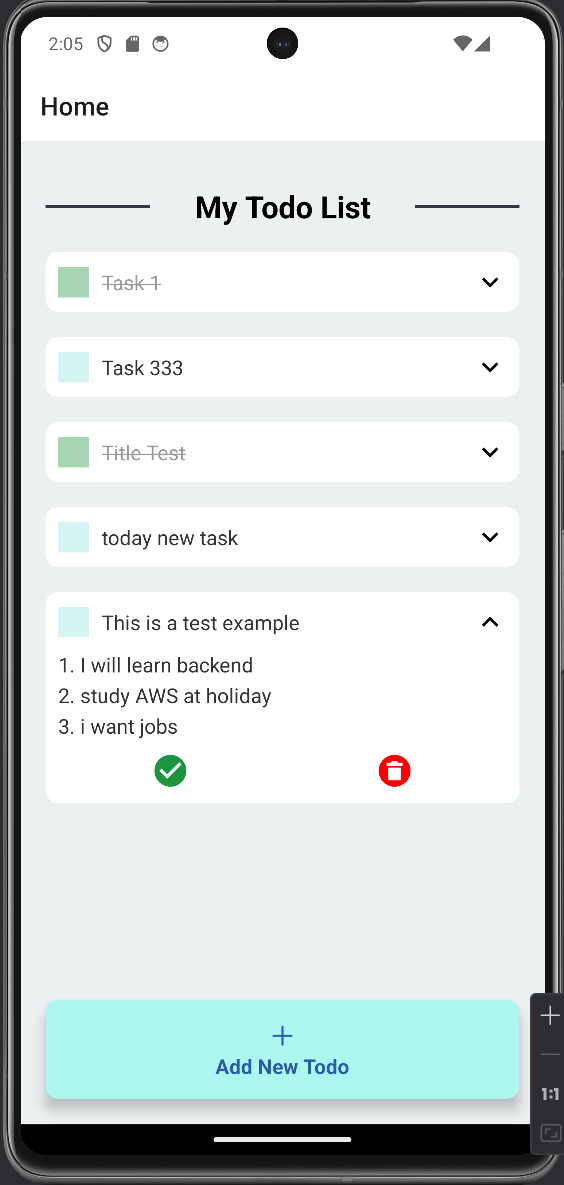 2:05
Home
My Todo List
Task 1
Task 333
Title Test
today new task
This is a test example
1. I will learn backend
2. study AWS at holiday
3. i want jobs
+
Add New Todo
1:1